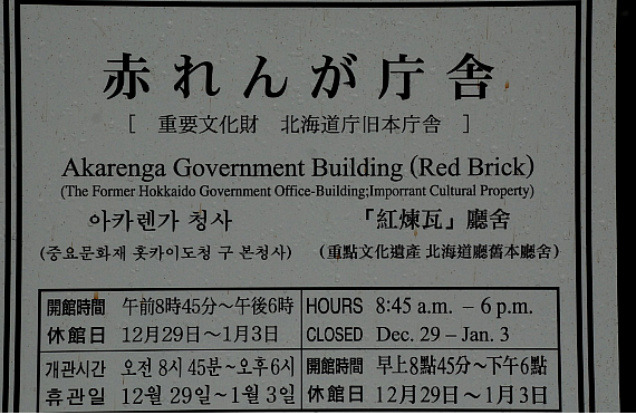 赤れんが庁舎
［ 重要文化財 北海道庁旧本庁舎 ］
Akarenga Government Building (Red Brick)
(The Former Hokkaido Government Office-Building;Imporrant Cultural Property)
아카렌가 청사 「紅煉瓦」廳舍
(중요문화재 홋카이도청 구 본청사) (重點文化遺產 北海道廳舊本廳舍)
開館時間 午前8時45分～午後6時 HOURS 8:45 a.m. – 6 p.m.
休館日 12月29日～1月3日 CLOSED Dec. 29 – Jan. 3
개관시간 오전 8시 45분~오후 6시 開館時間 早上8點45分～下午6點
휴관일 12월 29일~1월 3일 休館日 12月29日～1月3日